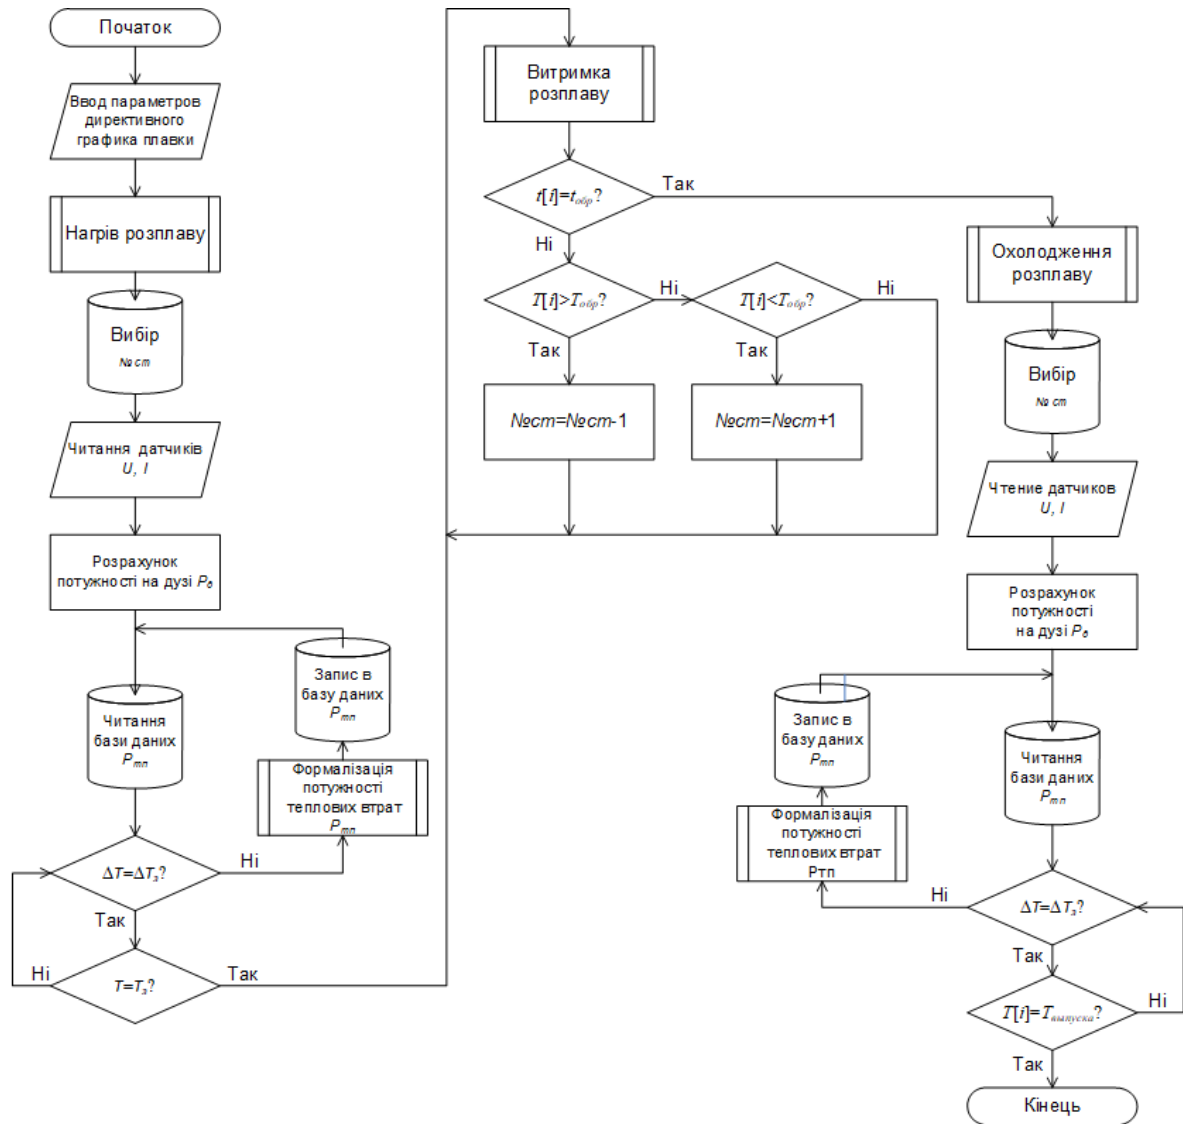 Початок
Ввод параметров
директивного
графика плавки
Нагрів розплаву
Вибір
№ ст
Читання датчиків
U, I
Розрахунок
потужності на дузі Pд
Читання
бази даних
Pтп
Запис в
базу даних
Pтп
Формалізація
потужності
теплових втрат
Pтп
ΔT=ΔTз?
Ні
Так
T=Tз?
Ні
Так
Витримка
розплаву
t[i]=tобр?
Так
Ні
T[i]>Tобр?
Ні
Так
T[i]<Tобр?
Ні
Так
№ст=№ст-1
№ст=№ст+1
Охолодження
розплаву
Вибір
№ ст
Чтение датчиков
U, I
Розрахунок
потужності
на дузі Pд
Запис в
базу даних
Pтп
Читання
бази даних
Pтп
Формалізація
потужності
теплових втрат
Pтп
Ні
ΔT=ΔTз?
Так
T[i]=Tвыпуска?
Ні
Так
Кінець